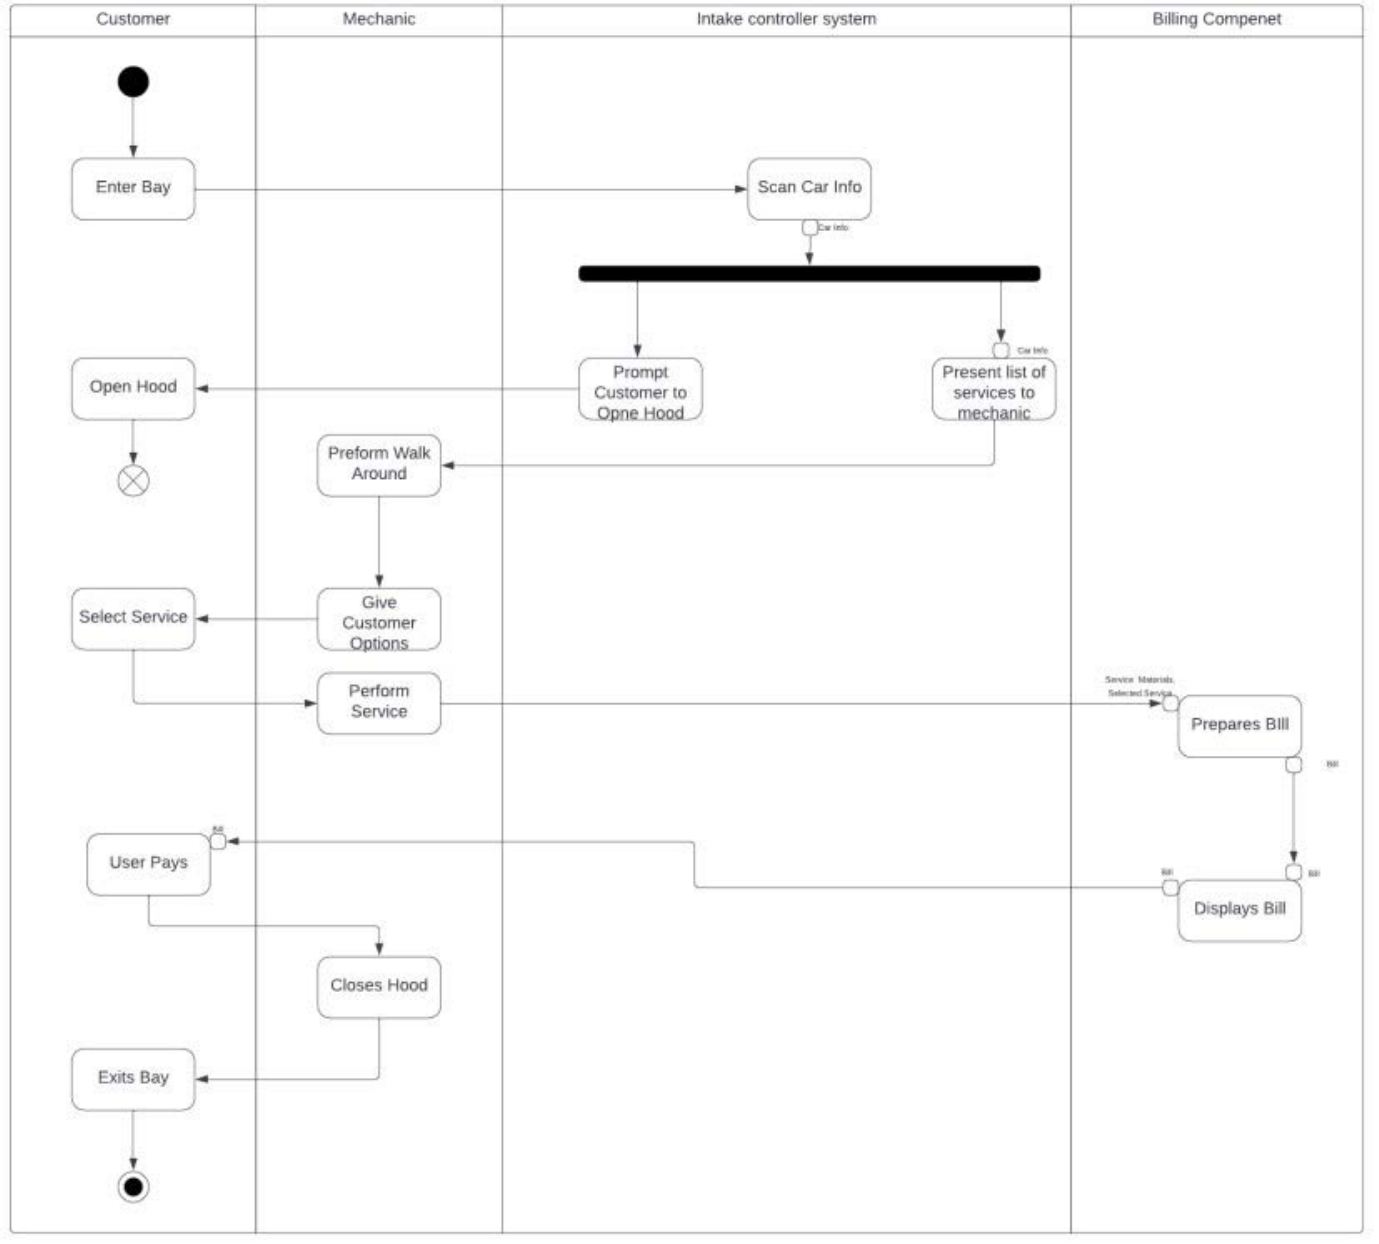 Customer
Mechanic
Intake controller system
Billing Compenet
Enter Bay
Scan Car Info
Car Info
Car Info
Open Hood
Prompt
Customer to
Opne Hood
Present list of
services to
mechanic
Preform Walk
Around
Select Service
Give
Customer
Options
Perform
Service
Service Materials,
Selected Service
Prepares BIll
Bill
Bill
User Pays
Bill
Bill
Displays Bill
Closes Hood
Exits Bay